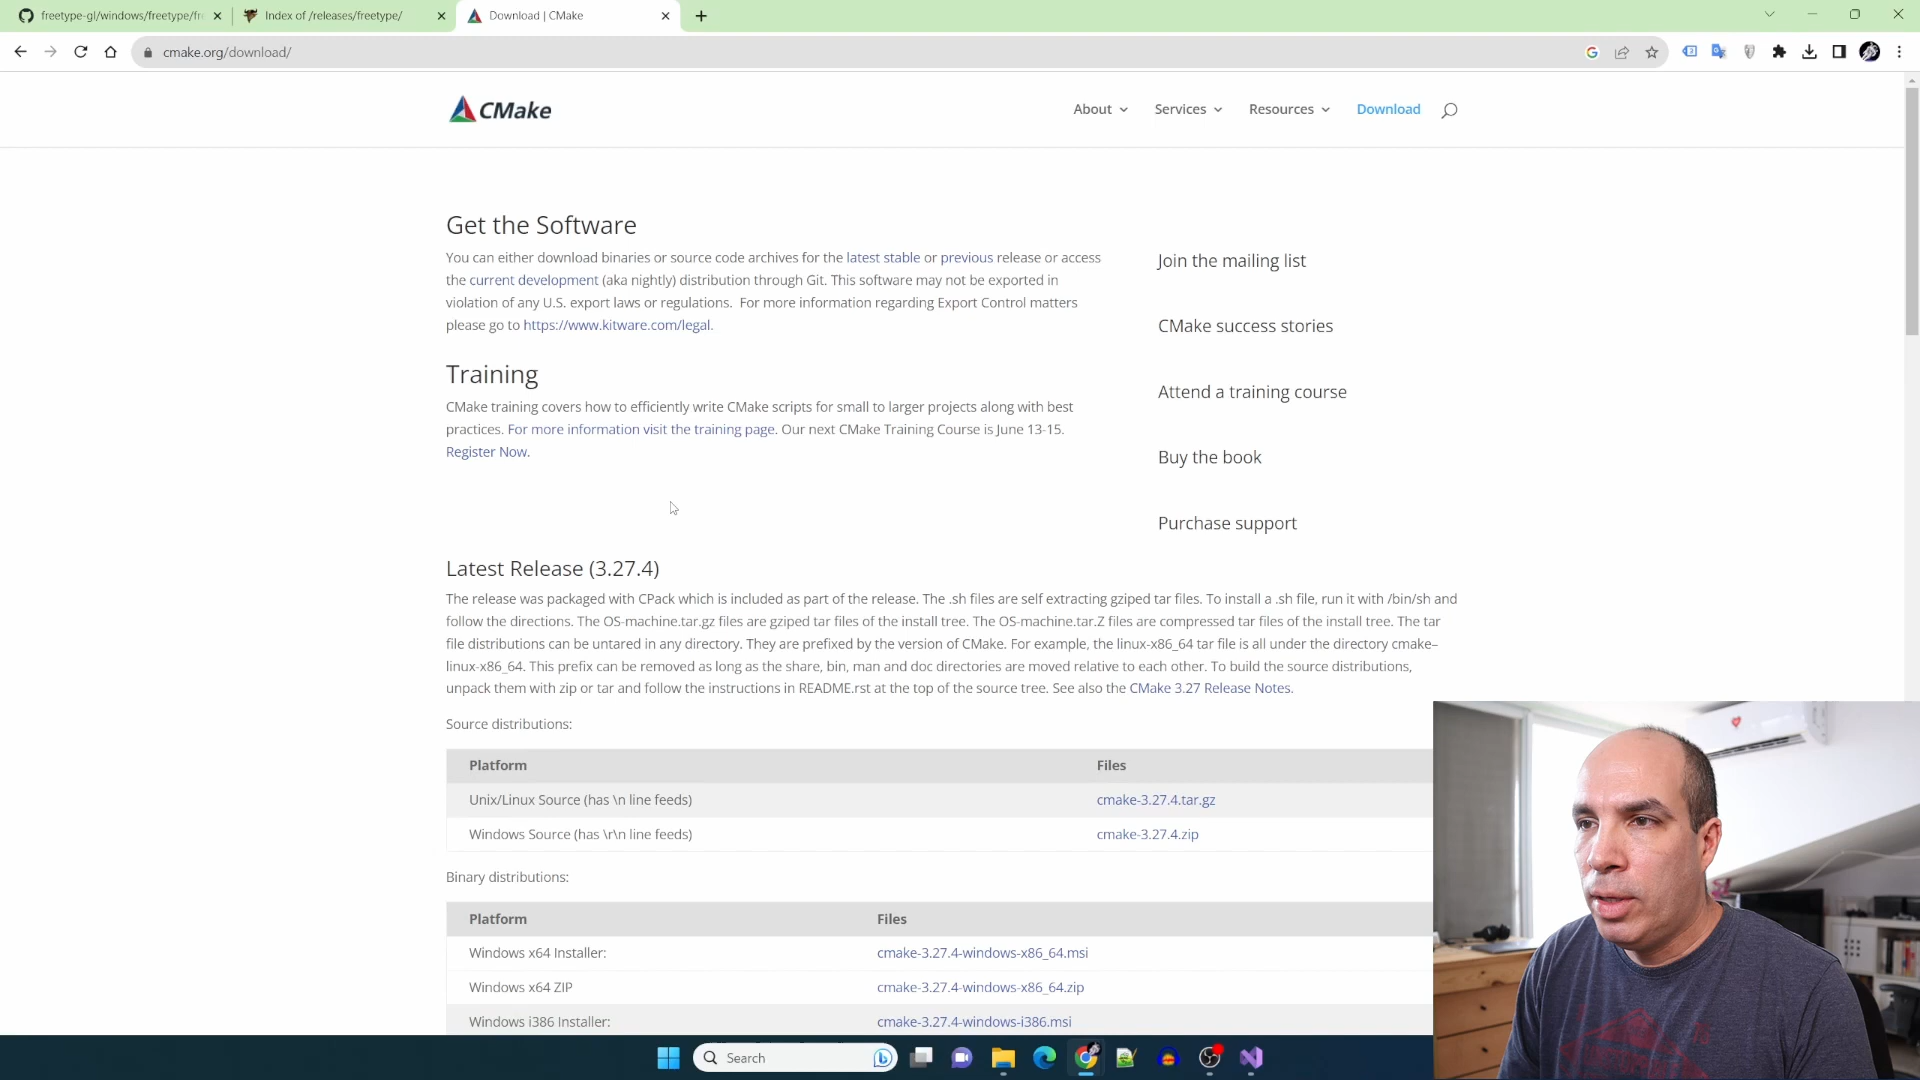 freetype-gl/windows/freetype/fr
Index of /releases/freetype/
Download | CMake
cmake.org/download/
CMake
About
Services
Resources
Download
Get the Software
You can either download binaries or source code archives for the latest stable or previous release or access
the current development (aka nightly) distribution through Git. This software may not be exported in
violation of any U.S. export laws or regulations.  For more information regarding Export Control matters
please go to https://www.kitware.com/legal.
Join the mailing list
CMake success stories
Training
CMake training covers how to efficiently write CMake scripts for small to larger projects along with best
practices. For more information visit the training page. Our next CMake Training Course is June 13-15.
Register Now.
Attend a training course
Buy the book
Purchase support
Latest Release (3.27.4)
The release was packaged with CPack which is included as part of the release. The .sh files are self extracting gziped tar files. To install a .sh file, run it with /bin/sh and
follow the directions. The OS-machine.tar.gz files are gziped tar files of the install tree. The OS-machine.tar.Z files are compressed tar files of the install tree. The tar
file distributions can be untared in any directory. They are prefixed by the version of CMake. For example, the linux-x86_64 tar file is all under the directory cmake–
linux-x86_64. This prefix can be removed as long as the share, bin, man and doc directories are moved relative to each other. To build the source distributions,
unpack them with zip or tar and follow the instructions in README.rst at the top of the source tree. See also the CMake 3.27 Release Notes.
Source distributions:
Platform Files
Unix/Linux Source (has \n line feeds) cmake-3.27.4.tar.gz
Windows Source (has \r\n line feeds) cmake-3.27.4.zip
Binary distributions:
Platform Files
Windows x64 Installer: cmake-3.27.4-windows-x86_64.msi
Windows x64 ZIP cmake-3.27.4-windows-x86_64.zip
Windows i386 Installer: cmake-3.27.4-windows-i386.msi
Search